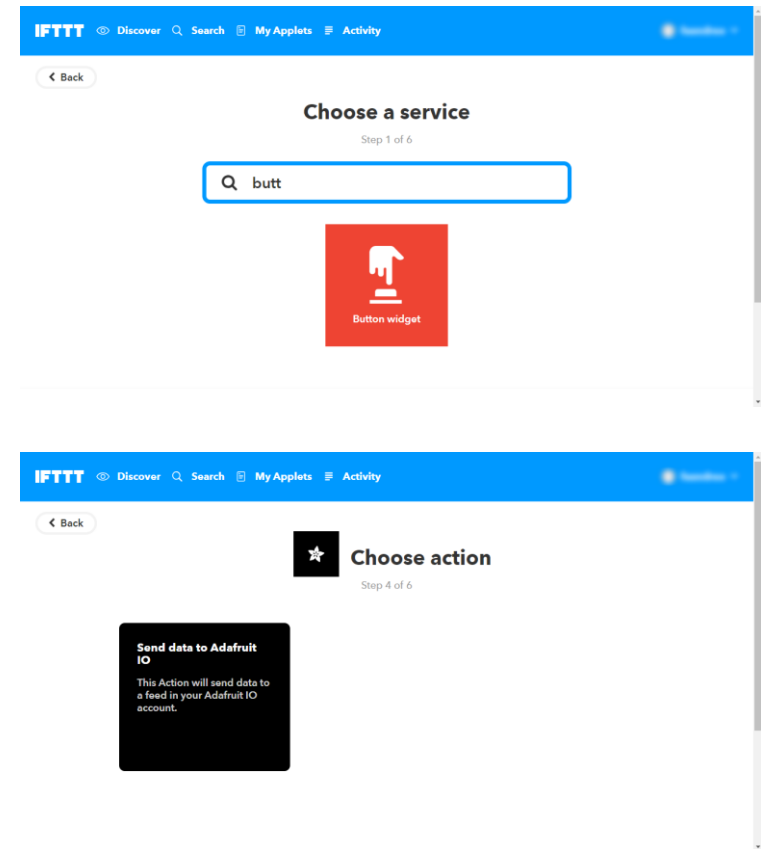 IFTTT Discover Search My Applets Activity
Back
Choose a service
Step 1 of 6
butt
Button widget
IFTTT Discover Search My Applets Activity
Back
Choose action
Step 4 of 6
Send data to Adafruit
IO
This Action will send data to
a feed in your Adafruit IO
account.